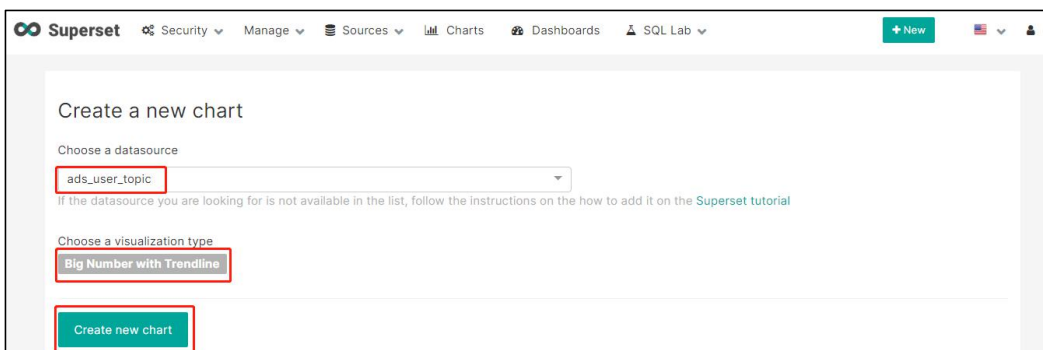 Superset Security Manage Sources Charts Dashboards SQL Lab + New
Create a new chart
Choose a datasource
ads_user_topic
If the datasource you are looking for is not available in the list, follow the instructions on the how to add it on the Superset tutorial
Choose a visualization type
Big Number with Trendline
Create new chart